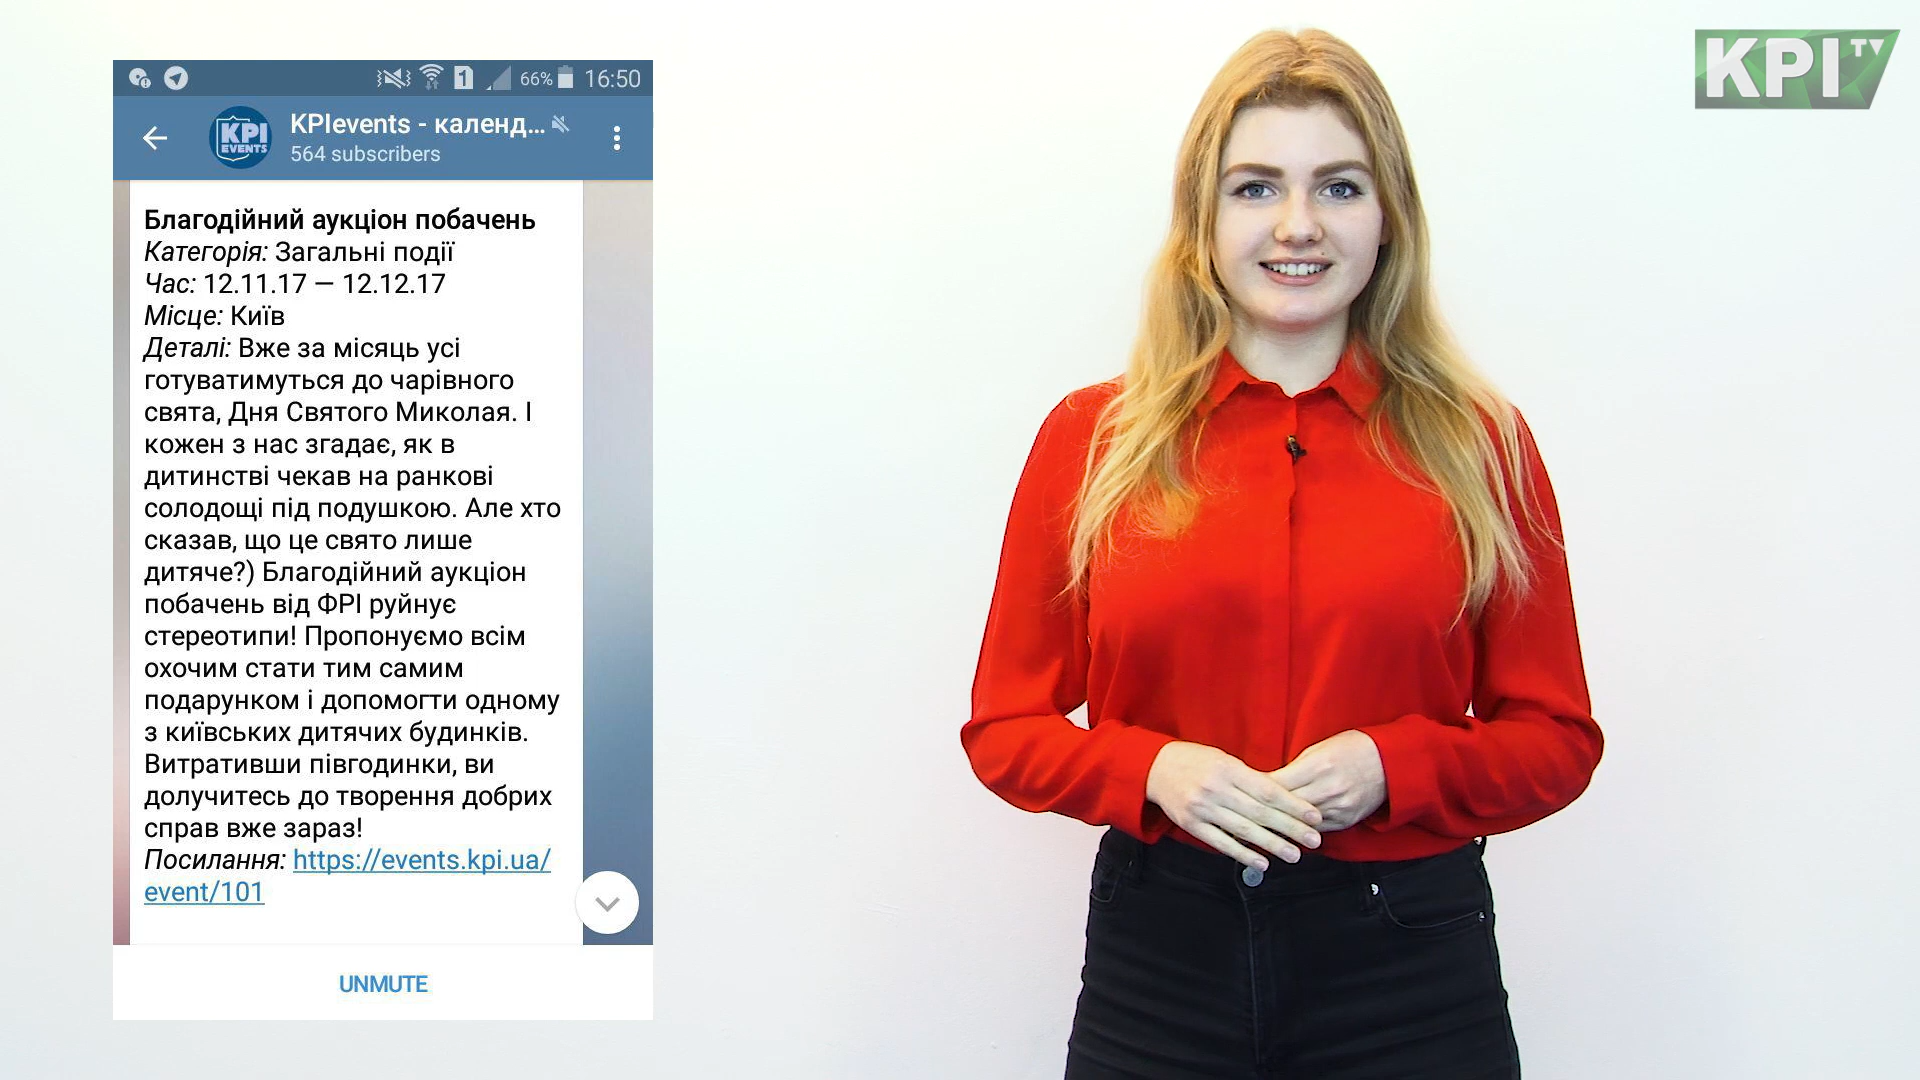 1
66%
16:50
KPIevents - календ...
564 subscribers
KPI
EVENTS
Благодійний аукціон побачень
Категорія: Загальні події
Час: 12.11.17 — 12.12.17
Місце: Київ
Деталі: Вже за місяць усі
готуватимуться до чарівного
свята, Дня Святого Миколая. І
кожен з нас згадає, як в
дитинстві чекав на ранкові
солодощі під подушкою. Але хто
сказав, що це свято лише
дитяче?) Благодійний аукціон
побачень від ФРІ руйнує
стереотипи! Пропонуємо всім
охочим стати тим самим
подарунком і допомогти одному
з київських дитячих будинків.
Витративши півгодинки, ви
долучитесь до творення добрих
справ вже зараз!
Посилання: https://events.kpi.ua/
event/101
UNMUTE
KPI TV